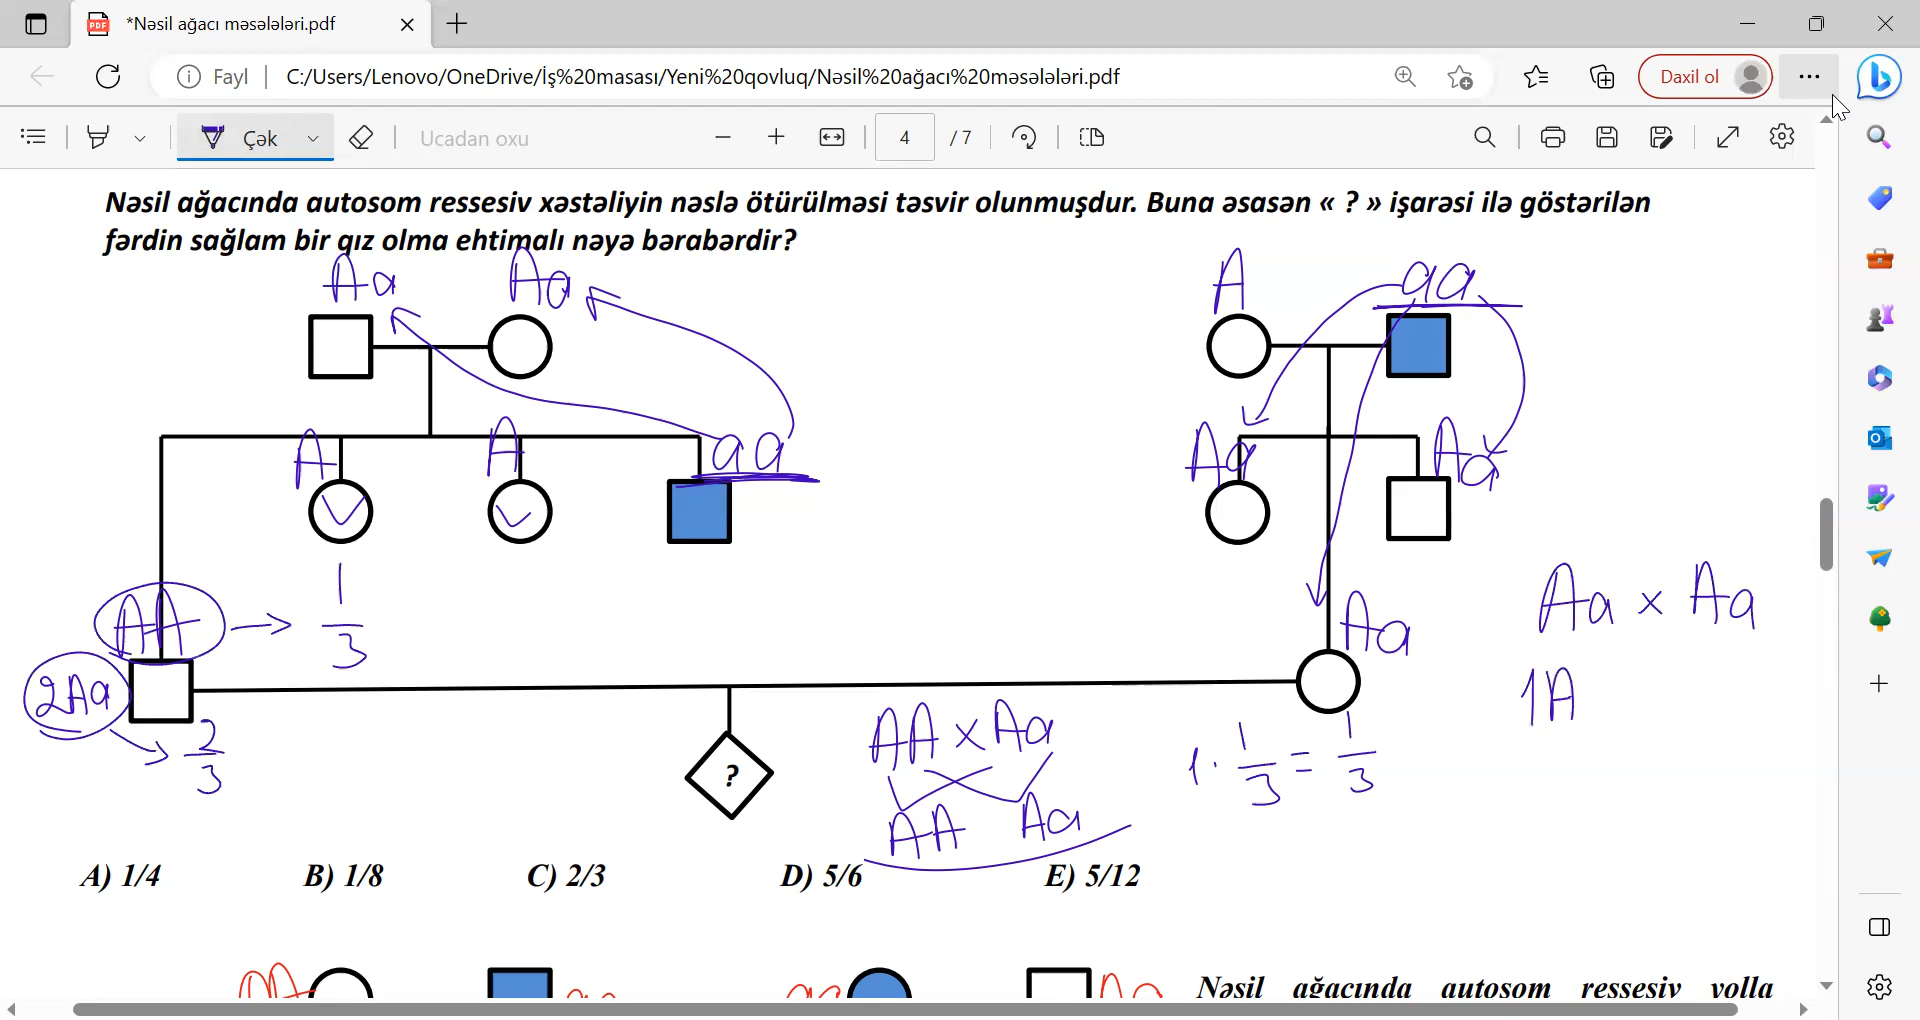 *Nəsil ağacı məsələləri.pdf
Fayl C:/Users/Lenovo/OneDrive/İş%20masası/Yeni%20qovluq/Nəsil%20ağacı%20məsələləri.pdf
Daxil ol
Çək Ucadan oxu 4 / 7
Nəsil ağacında autosom ressesiv xəstəliyin nəslə ötürülməsi təsvir olunmuşdur. Buna əsasən « ? » işarəsi ilə göstərilən
fərdin sağlam bir qız olma ehtimalı nəyə bərabərdir?
Aa Aa A aa
A A aa Aa Aa
AA → 1/3 Aa Aa x Aa
2Aa → 2/3 1A
AA x Aa 1 · 1/3 = 1/3
?
AA Aa
A) 1/4 B) 1/8 C) 2/3 D) 5/6 E) 5/12
Nəsil ağacında autosom ressesiv yolla